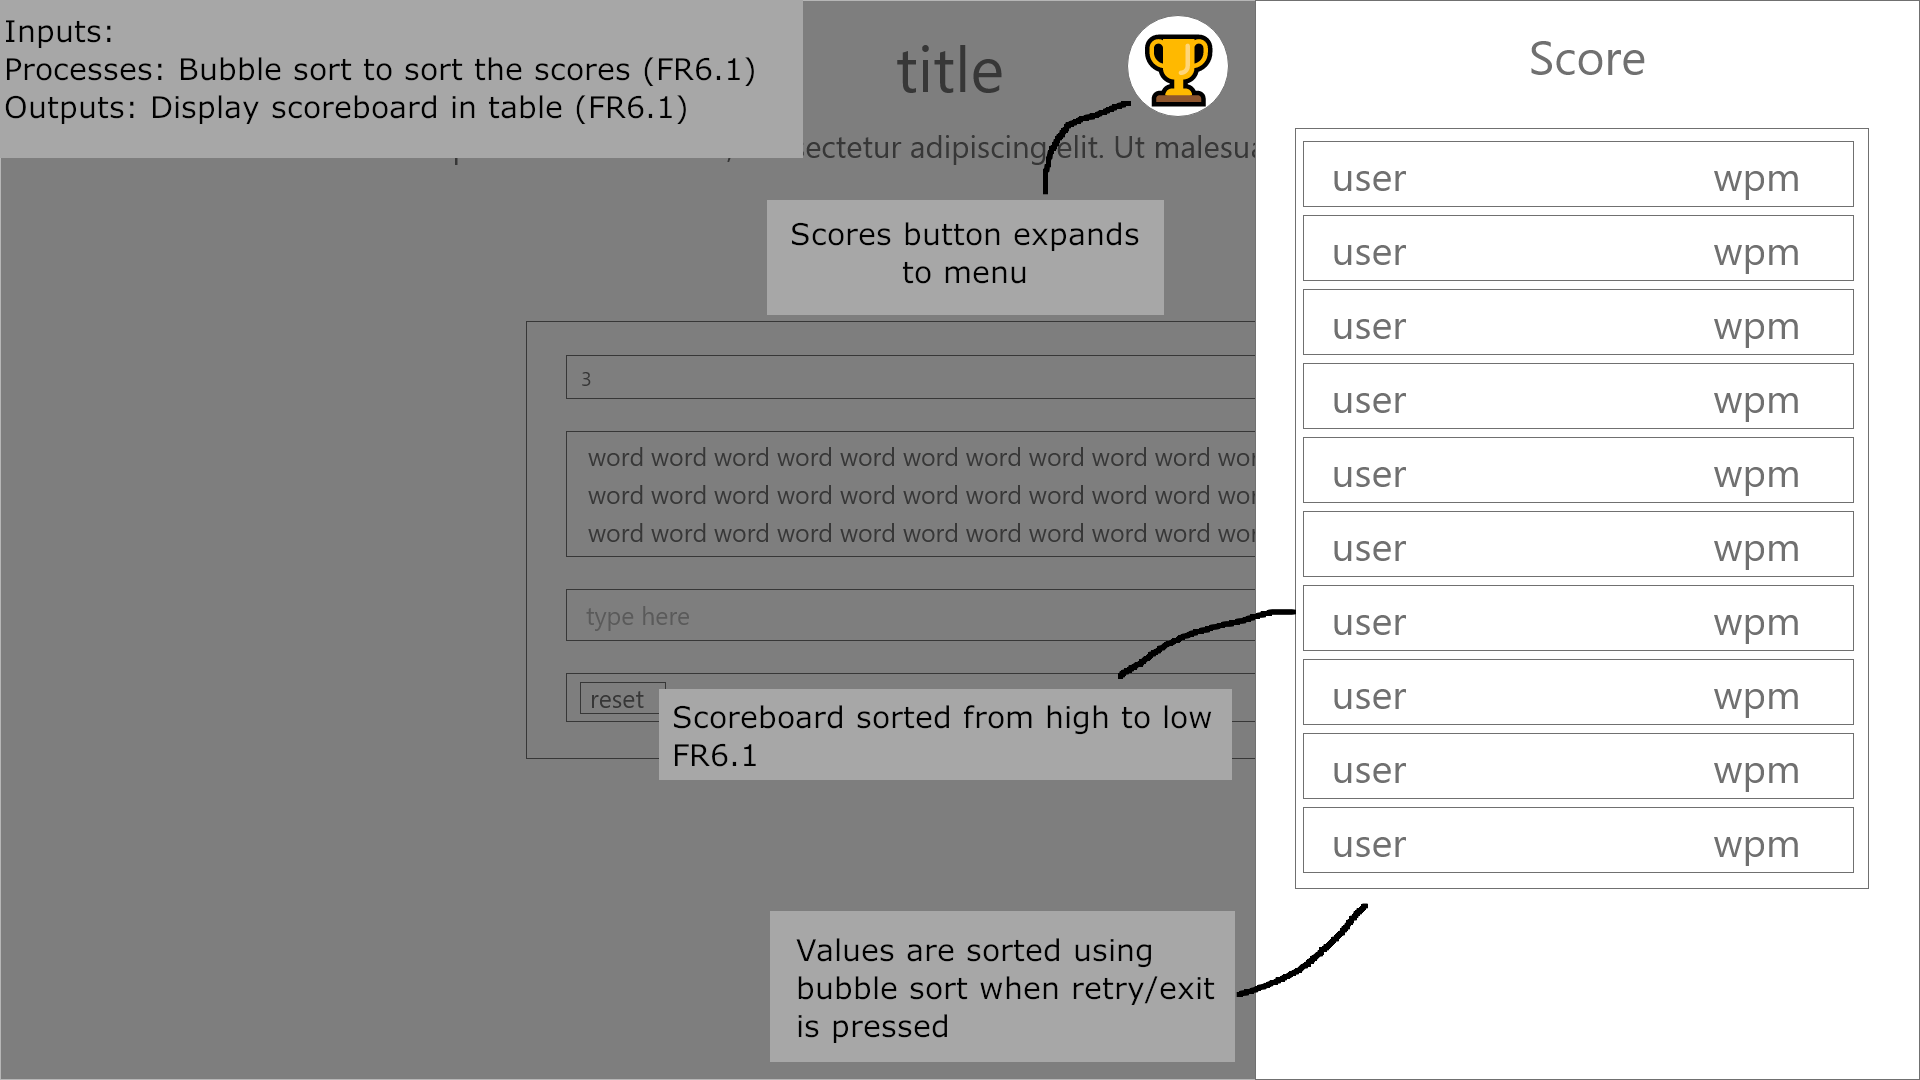 Inputs:
Processes: Bubble sort to sort the scores (FR6.1)
Outputs: Display scoreboard in table (FR6.1)
title
adipiscing elit. Ut
Scores button expands
to menu
3
word word word word word word word word word word
word word word word word word word word word word
word word word word word word word word word word
type here
reset
Scoreboard sorted from high to low
FR6.1
Values are sorted using
bubble sort when retry/exit
is pressed
Score
user wpm
user wpm
user wpm
user wpm
user wpm
user wpm
user wpm
user wpm
user wpm
user wpm